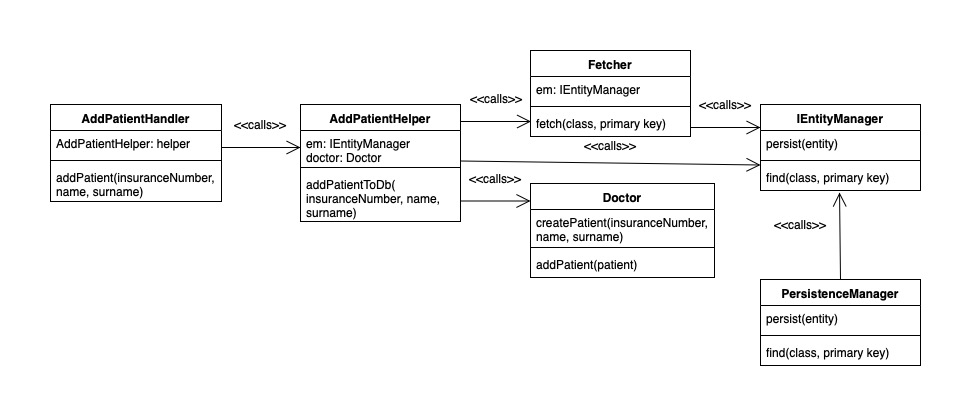 AddPatientHandler
AddPatientHelper: helper
addPatient(insuranceNumber,
name, surname)
<<calls>>
AddPatientHelper
em: IEntityManager
doctor: Doctor
addPatientToDb(
insuranceNumber, name,
surname)
<<calls>>
Fetcher
em: IEntityManager
fetch(class, primary key)
<<calls>>
<<calls>>
<<calls>>
Doctor
createPatient(insuranceNumber,
name, surname)
addPatient(patient)
IEntityManager
persist(entity)
find(class, primary key)
<<calls>>
PersistenceManager
persist(entity)
find(class, primary key)